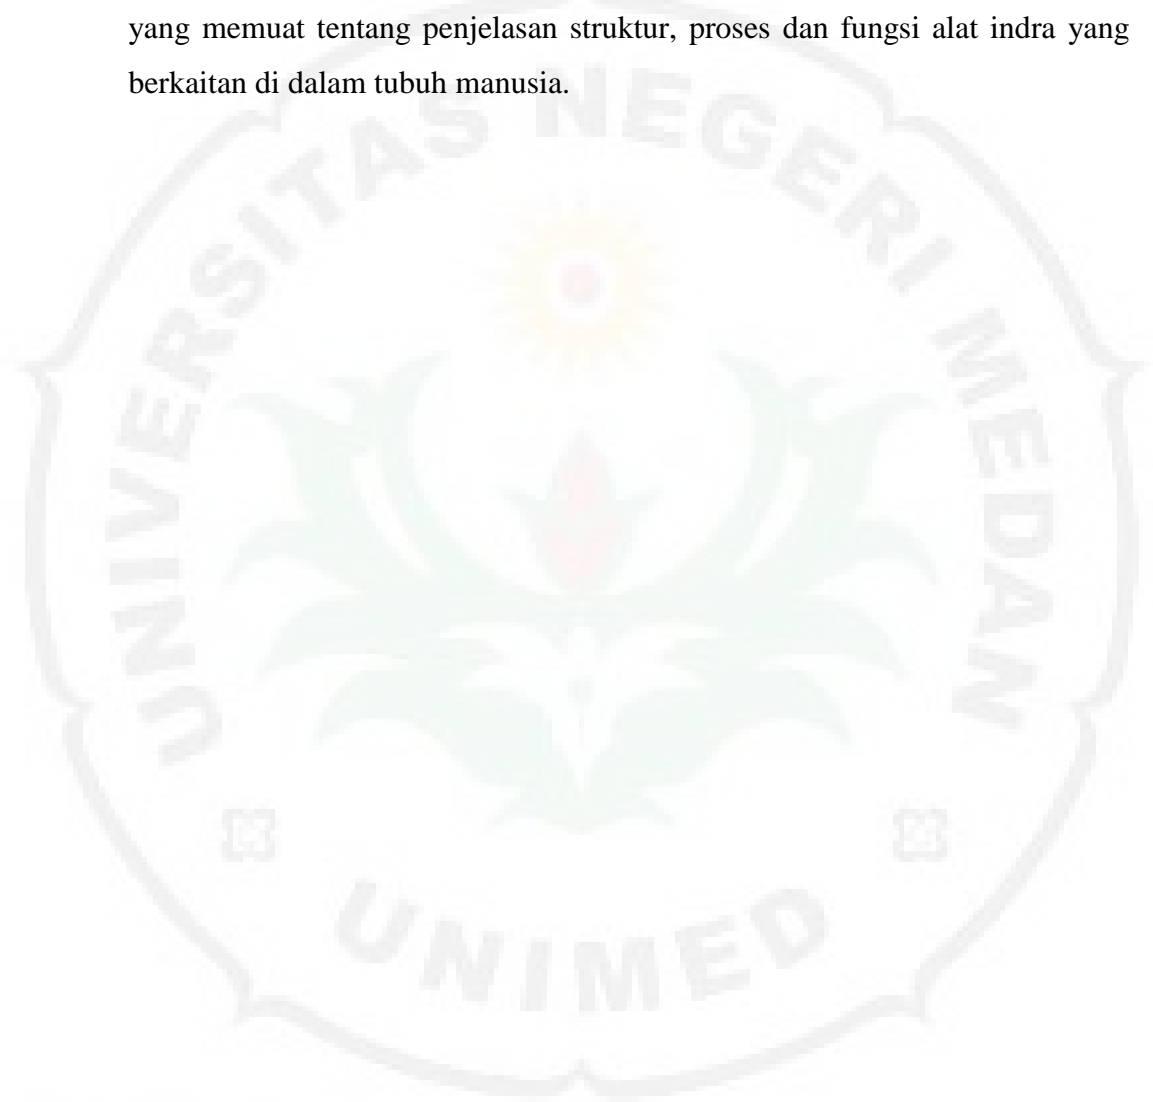 yang memuat tentang penjelasan struktur, proses dan fungsi alat indra yang
berkaitan di dalam tubuh manusia.
UNIVERSITAS NEGERI MEDAN
UNIMED